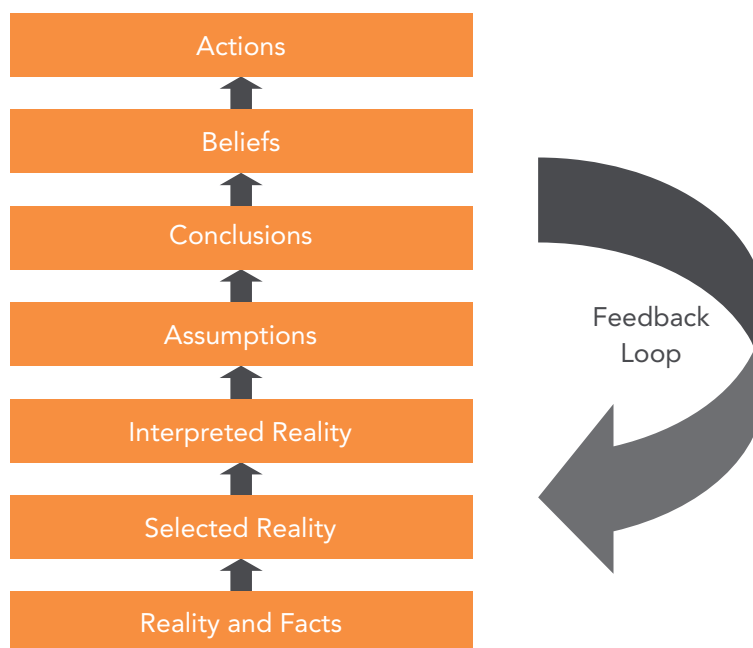 Actions
Beliefs
Conclusions
Assumptions
Interpreted Reality
Selected Reality
Reality and Facts
Feedback
Loop